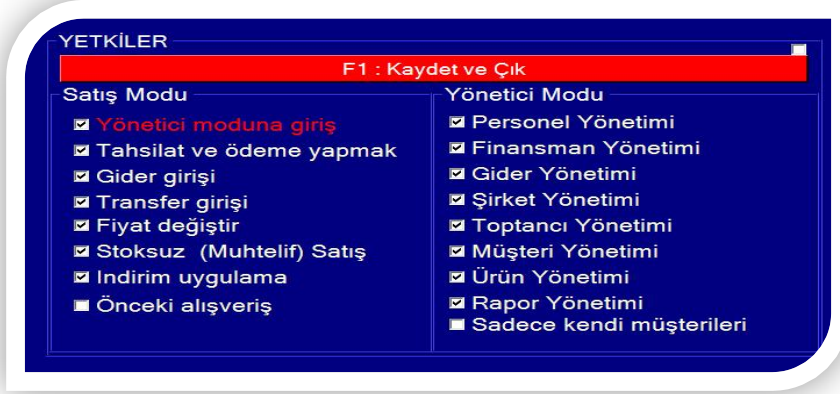 YETKİLER
F1 : Kaydet ve Çık
Satış Modu
Yönetici moduna giriş
Tahsilat ve ödeme yapmak
Gider girişi
Transfer girişi
Fiyat değiştir
Stoksuz (Muhtelif) Satış
Indirim uygulama
Önceki alışveriş
Yönetici Modu
Personel Yönetimi
Finansman Yönetimi
Gider Yönetimi
Şirket Yönetimi
Toptancı Yönetimi
Müşteri Yönetimi
Ürün Yönetimi
Rapor Yönetimi
Sadece kendi müşterileri